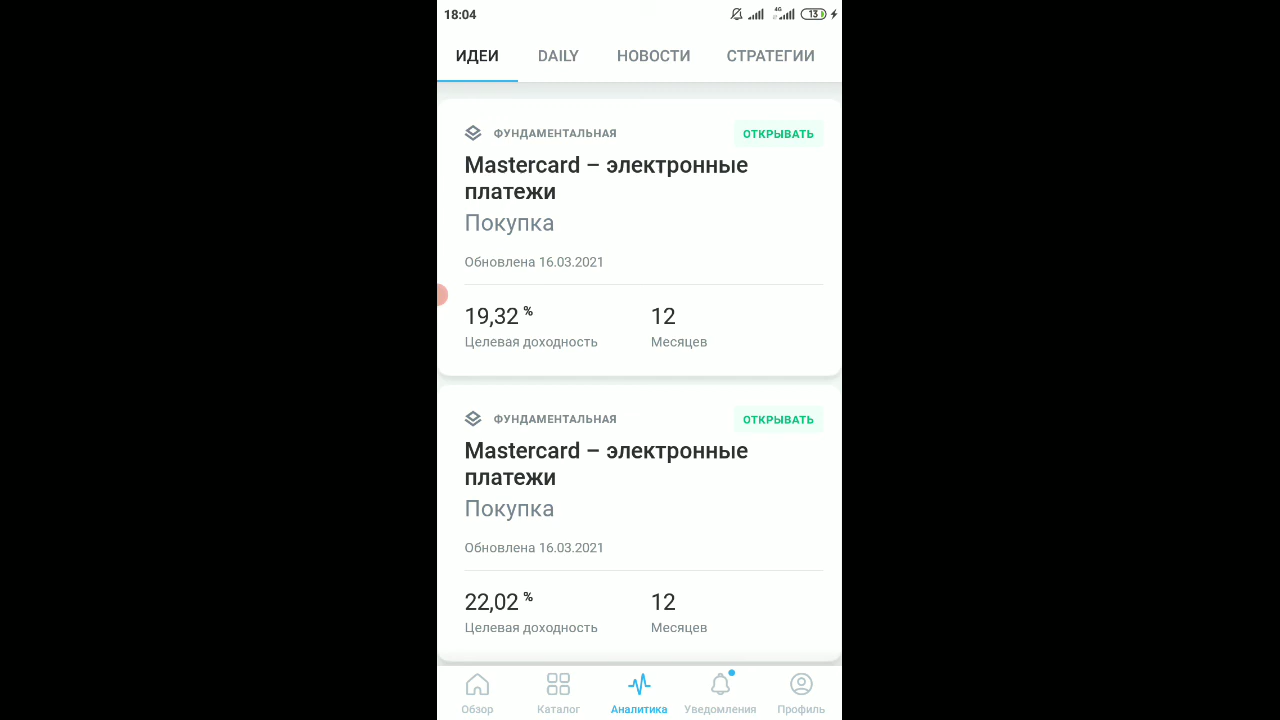 18:04
4G
13
ИДЕИ DAILY НОВОСТИ СТРАТЕГИИ
ФУНДАМЕНТАЛЬНАЯ ОТКРЫВАТЬ
Mastercard – электронные
платежи
Покупка
Обновлена 16.03.2021
19,32 % 12
Целевая доходность Месяцев
ФУНДАМЕНТАЛЬНАЯ ОТКРЫВАТЬ
Mastercard – электронные
платежи
Покупка
Обновлена 16.03.2021
22,02 % 12
Целевая доходность Месяцев
Обзор Каталог Аналитика Уведомления Профиль